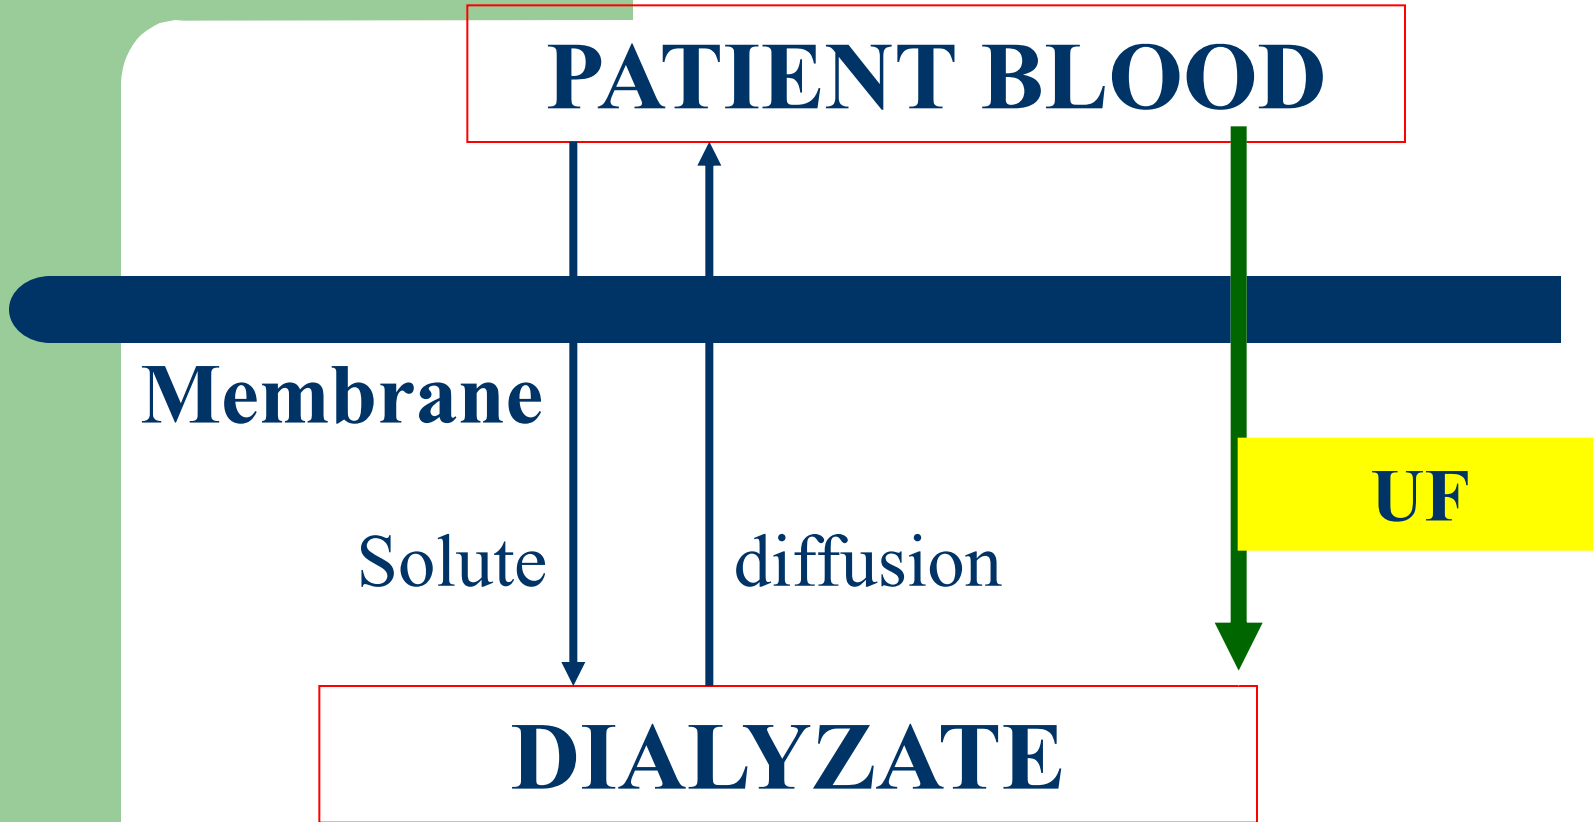 PATIENT BLOOD
Membrane
UF
Solute diffusion
DIALYZATE